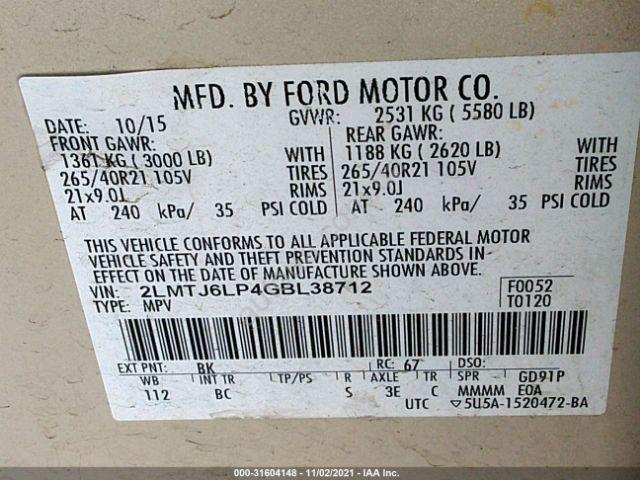 MFD. BY FORD MOTOR CO.
DATE: 10/15 GVWR: 2531 KG ( 5580 LB)
FRONT GAWR: REAR GAWR:
1361 KG ( 3000 LB) WITH 1188 KG ( 2620 LB) WITH
265/40R21 105V TIRES 265/40R21 105V TIRES
21x9.0J RIMS 21x9.0J RIMS
AT 240 kPa/ 35 PSI COLD AT 240 kPa/ 35 PSI COLD
THIS VEHICLE CONFORMS TO ALL APPLICABLE FEDERAL MOTOR
VEHICLE SAFETY AND THEFT PREVENTION STANDARDS IN
EFFECT ON THE DATE OF MANUFACTURE SHOWN ABOVE.
VIN: 2LMTJ6LP4GBL38712 F0052
TYPE: MPV T0120
EXT PNT: BK RC: 67 DSO:
WB INT TR TP/PS R AXLE TR SPR GD9TP
112 BC S 3E C MMMM E0A
UTC ▽5U5A-1520472-BA
000-31604148 - 11/02/2021 - IAA Inc.